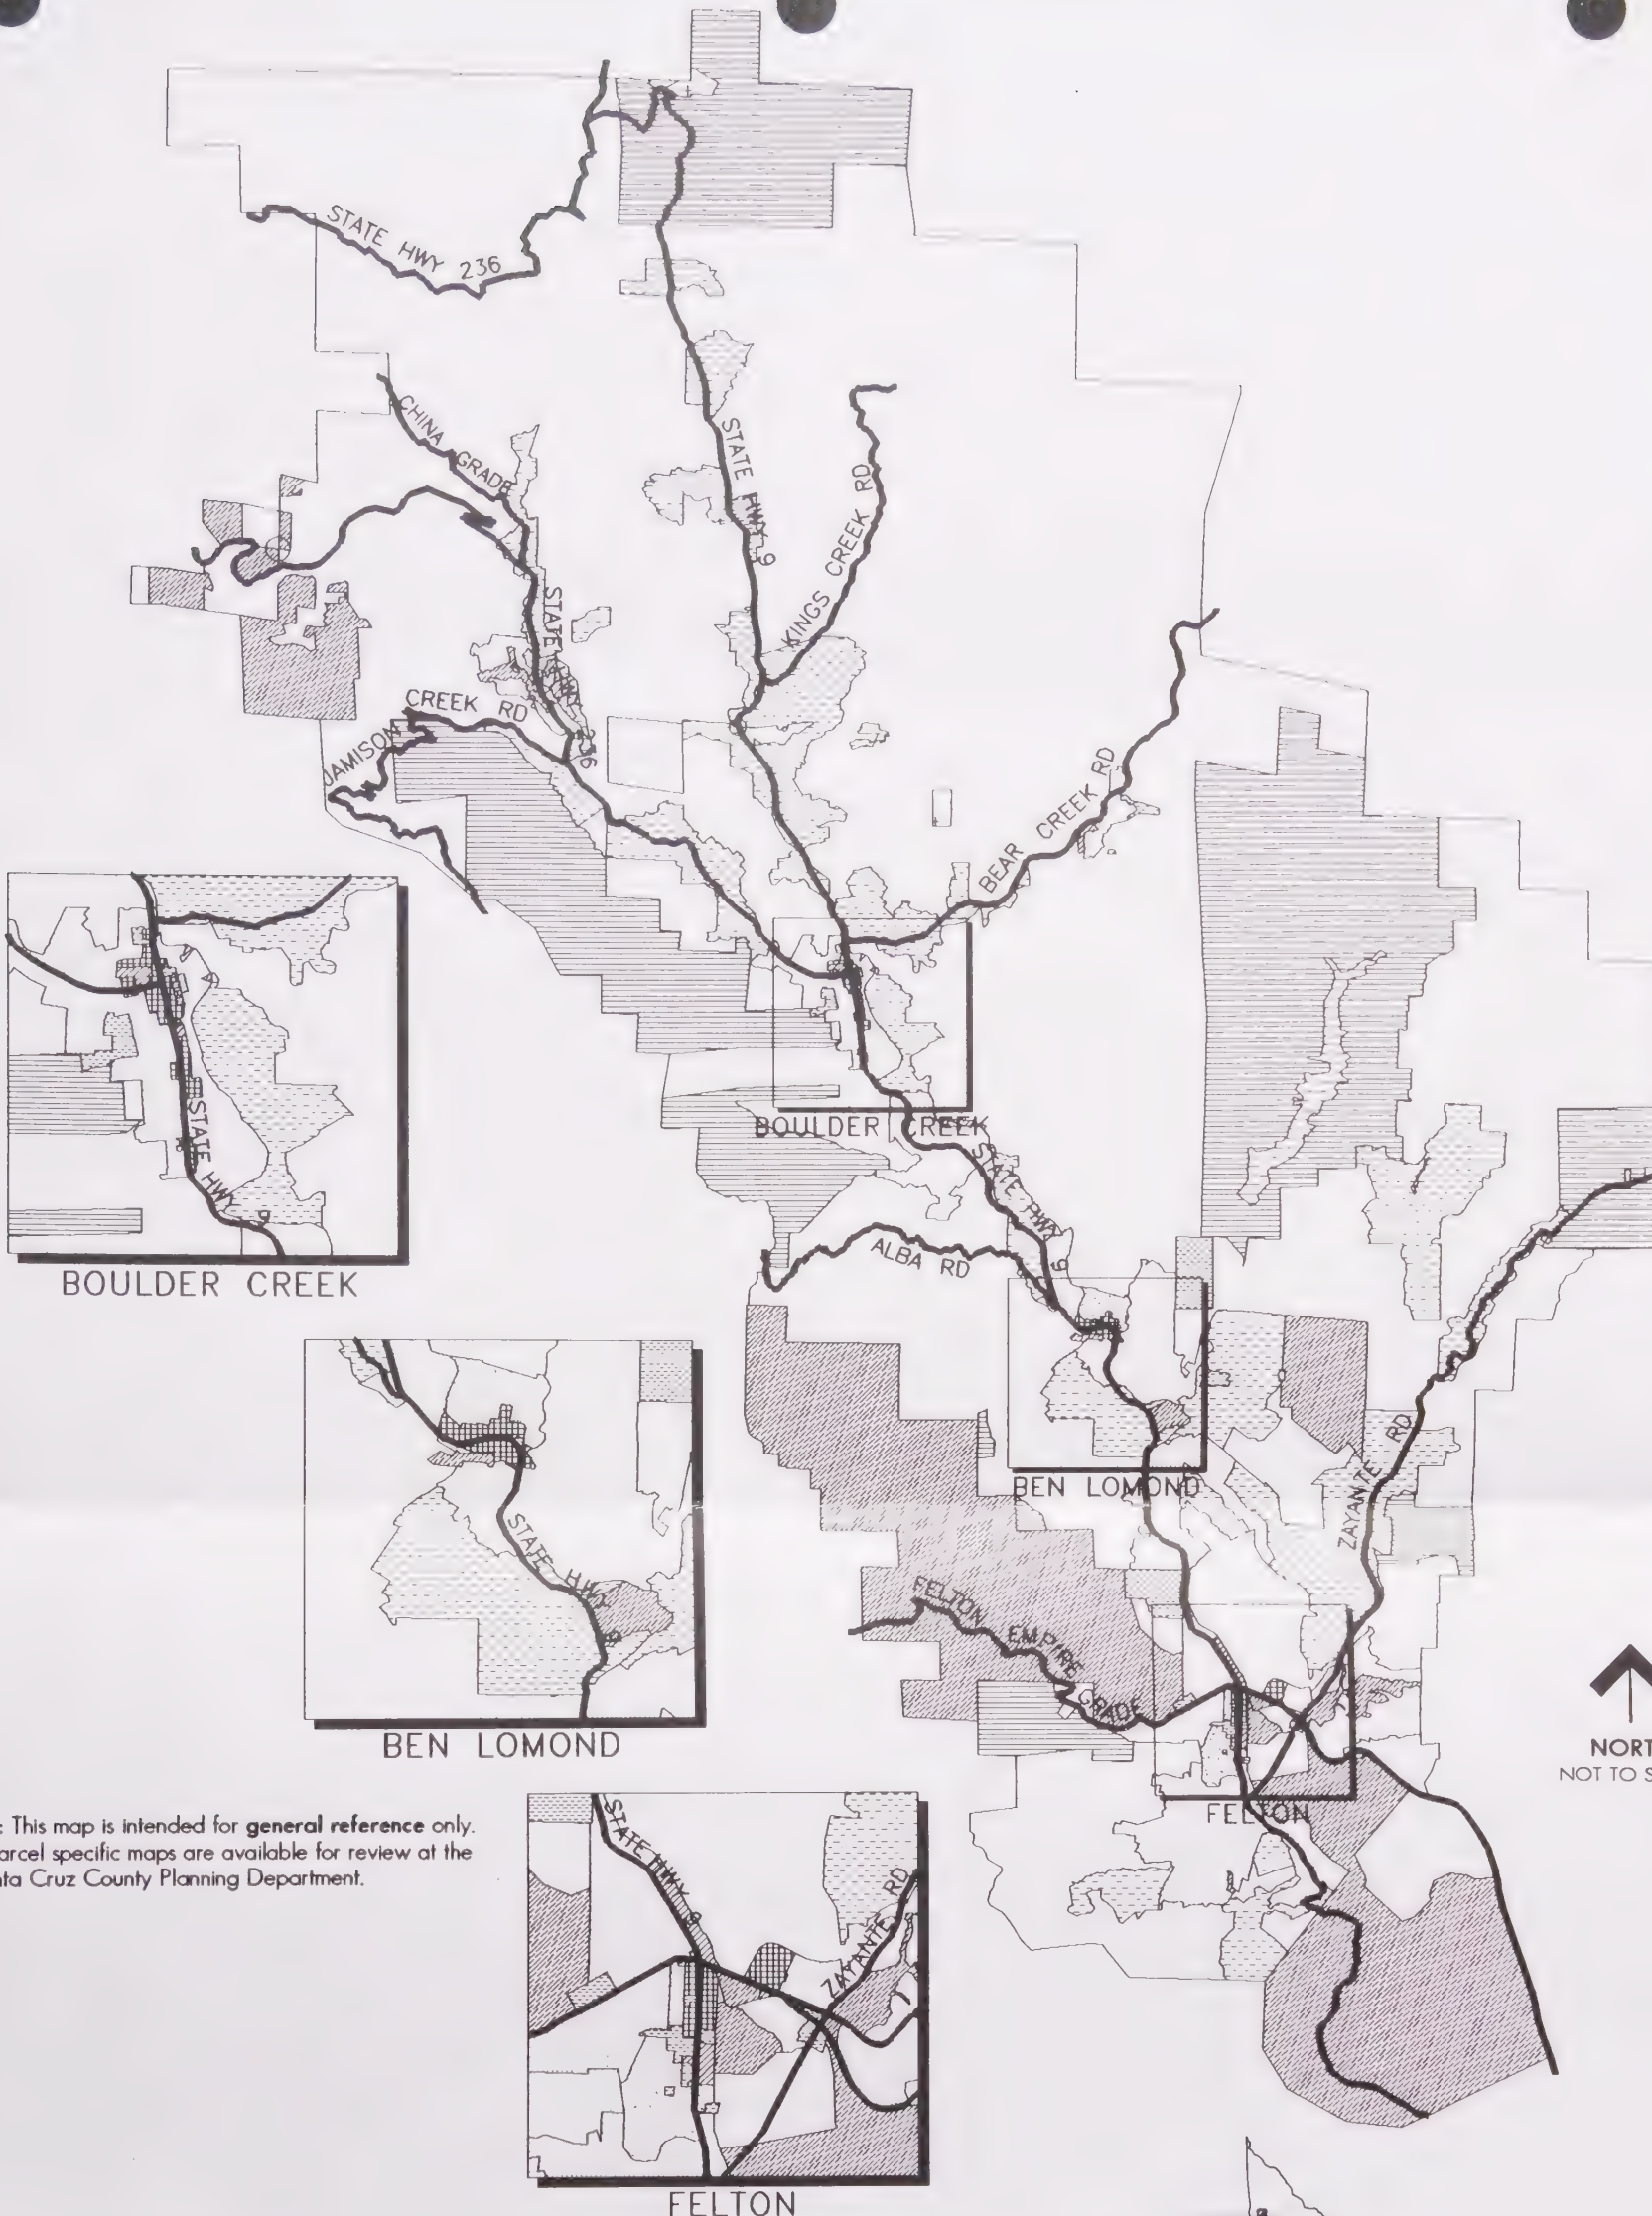 STATE HWY 236
CHINA GRADE
STATE HWY 9
KINGS CREEK RD
STATE HWY 236
JAMISON CREEK RD
BEAR CREEK RD
BOULDER CREEK
STATE HWY 9
BOULDER CREEK
STATE HWY 9
ALBA RD
BEN LOMOND
ZAYANTE RD
STATE HWY 9
BEN LOMOND
FELTON EMPIRE GRADE
FELTON
NORT
NOT TO S
: This map is intended for general reference only.
arcel specific maps are available for review at the
ta Cruz County Planning Department.
STATE HWY 9
ZAYANTE RD
FELTON